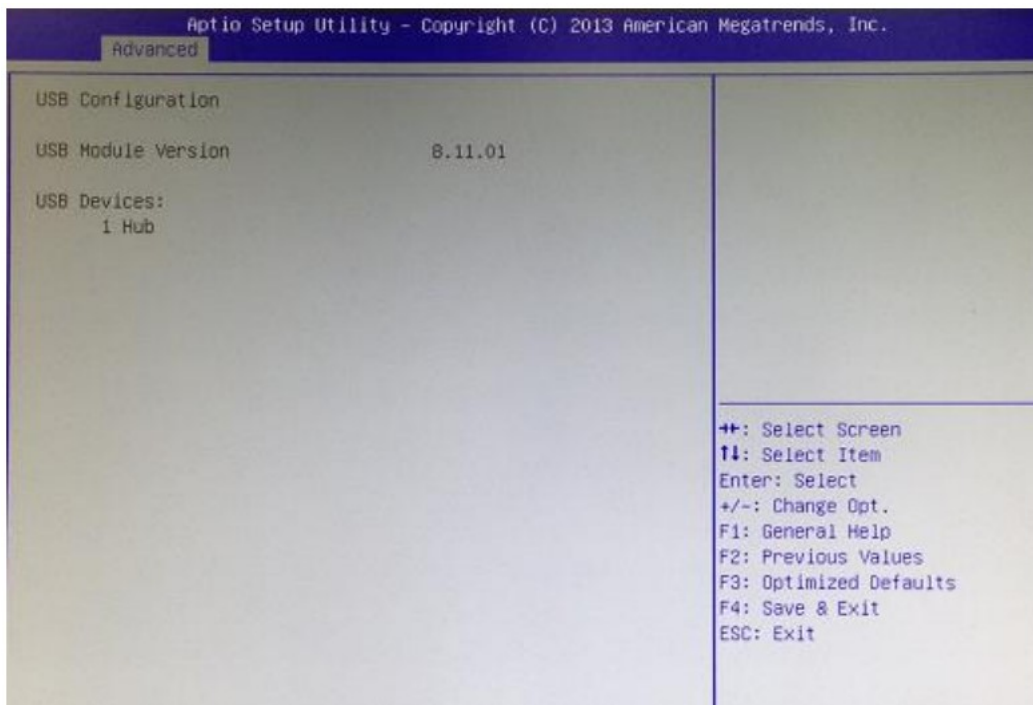 Aptio Setup Utility – Copyright (C) 2013 American Megatrends, Inc.
Advanced
USB Configuration
USB Module Version 8.11.01
USB Devices:
1 Hub
→←: Select Screen
↑↓: Select Item
Enter: Select
+/-: Change Opt.
F1: General Help
F2: Previous Values
F3: Optimized Defaults
F4: Save & Exit
ESC: Exit